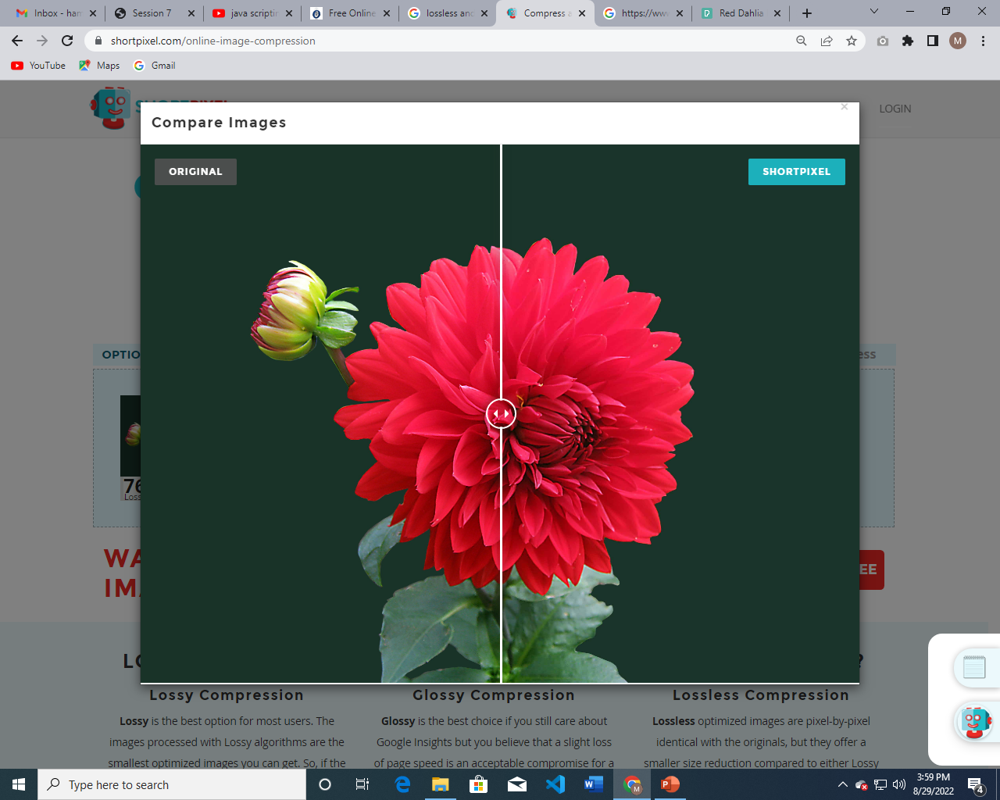 Inbox - ham
Session 7
java scriptin
Free Online
lossless and
Compress a
https://www
Red Dahlia
shortpixel.com/online-image-compression
M
YouTube
Maps
Gmail
LOGIN
Compare Images
×
ORIGINAL
SHORTPIXEL
OPTIO
ess
76
Loss
WA
IMA
EE
LO
?
Lossy Compression
Glossy Compression
Lossless Compression
Lossy is the best option for most users. The
images processed with Lossy algorithms are the
smallest optimized images you can get. So, if the
Glossy is the best choice if you still care about
Google Insights but you believe that a slight loss
of page speed is an acceptable compromise for a
Lossless optimized images are pixel-by-pixel
identical with the originals, but they offer a
smaller size reduction compared to either Lossy
Type here to search
3:59 PM
8/29/2022
4